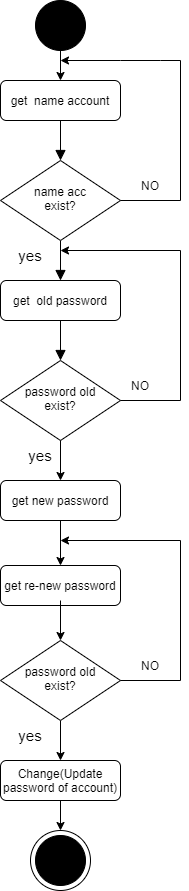 get  name account
name acc
exist?
NO
yes
get  old password
password old
exist?
NO
yes
get new password
get re-new password
password old
exist?
NO
yes
Change(Update
password of account)